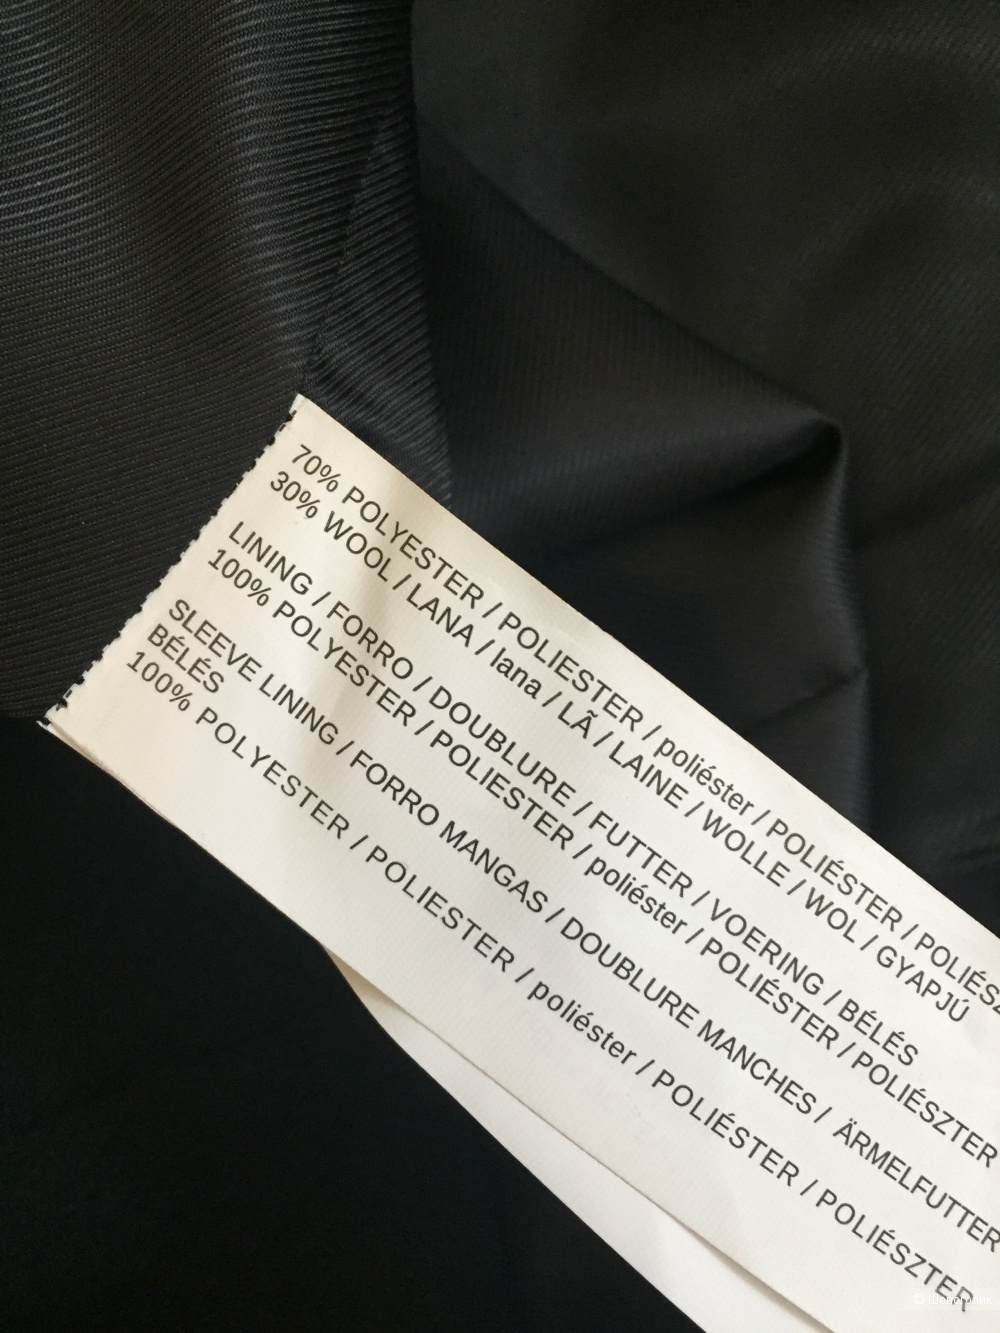 70% POLYESTER / POLIESTER / poliéster / POLIÉSTER /
30% WOOL / LANA / lana / LÃ / LAINE / WOLLE / WOL / GYAPJÚ
LINING / FORRO / DOUBLURE / FUTTER / VOERING / BÉLÉS
100% POLYESTER / POLIESTER / poliéster / POLIÉSTER / POLIÉSZTER
SLEEVE LINING / FORRO MANGAS / DOUBLURE MANCHES / ÄRMELFUTTER
BÉLÉS
100% POLYESTER / POLIESTER / poliéster / POLIÉSTER / POLIÉSZTER
© Шопоголик